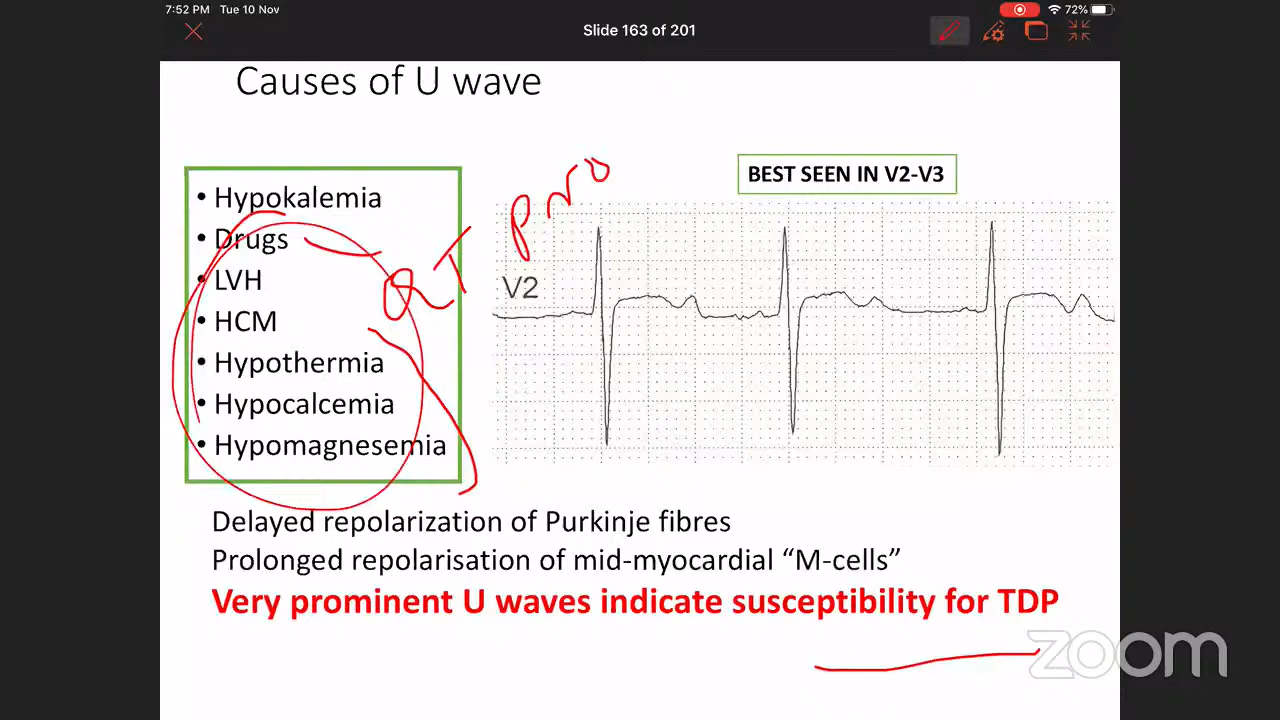 7:52 PM Tue 10 Nov
72%
Slide 163 of 201
Causes of U wave
• Hypokalemia
• Drugs
• LVH
• HCM
• Hypothermia
• Hypocalcemia
• Hypomagnesemia
QT Pro
BEST SEEN IN V2-V3
V2
Delayed repolarization of Purkinje fibres
Prolonged repolarisation of mid-myocardial “M-cells”
Very prominent U waves indicate susceptibility for TDP
zoom